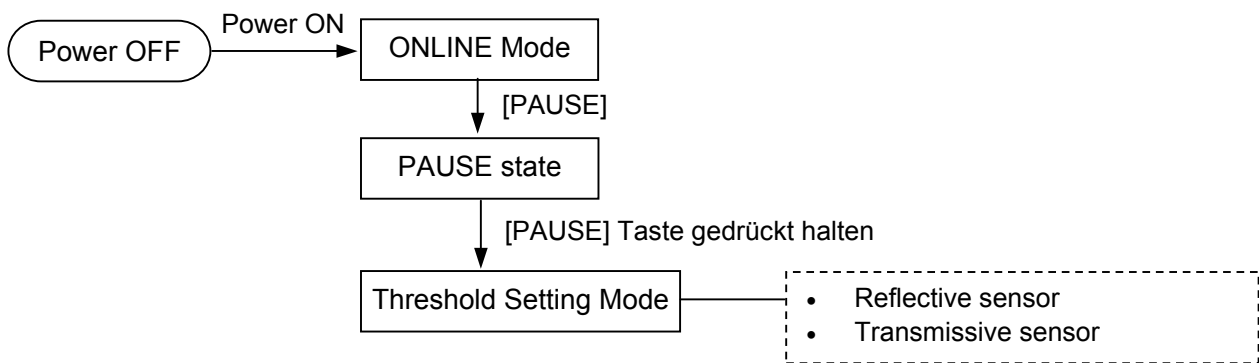 Power ON
Power OFF
ONLINE Mode
[PAUSE]
PAUSE state
[PAUSE] Taste gedrückt halten
Threshold Setting Mode
• Reflective sensor
• Transmissive sensor